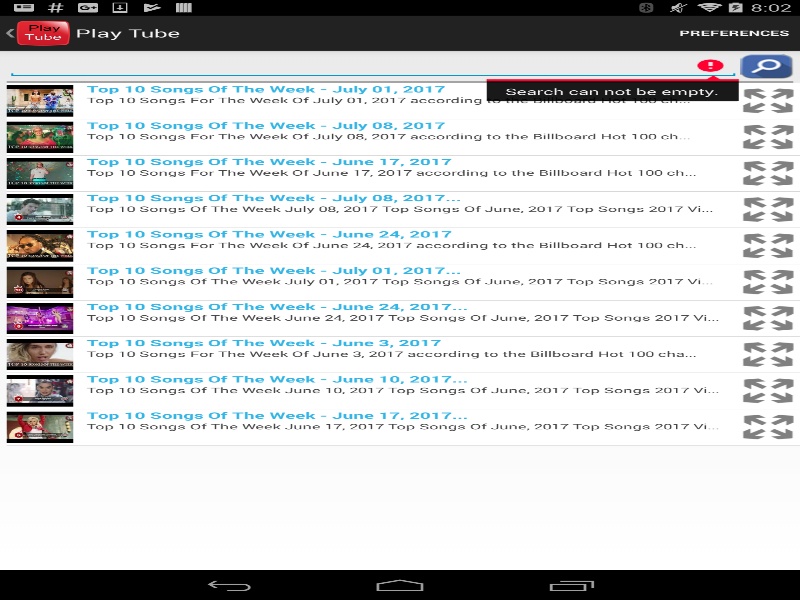 8:02
Play Tube
Play Tube
PREFERENCES
Search can not be empty.
Top 10 Songs Of The Week - July 01, 2017
Top 10 Songs For The Week Of July 01, 2017 according to the Billboard Hot 100 ch...
Top 10 Songs Of The Week - July 08, 2017
Top 10 Songs For The Week Of July 08, 2017 according to the Billboard Hot 100 ch...
Top 10 Songs Of The Week - June 17, 2017
Top 10 Songs For The Week Of June 17, 2017 according to the Billboard Hot 100 ch...
Top 10 Songs Of The Week - July 08, 2017...
Top 10 Songs Of The Week July 08, 2017 Top Songs Of June, 2017 Top Songs 2017 Vi...
Top 10 Songs Of The Week - June 24, 2017
Top 10 Songs For The Week Of June 24, 2017 according to the Billboard Hot 100 ch...
Top 10 Songs Of The Week - July 01, 2017...
Top 10 Songs Of The Week July 01, 2017 Top Songs Of June, 2017 Top Songs 2017 Vi...
Top 10 Songs Of The Week - June 24, 2017...
Top 10 Songs Of The Week June 24, 2017 Top Songs Of June, 2017 Top Songs 2017 Vi...
Top 10 Songs Of The Week - June 3, 2017
Top 10 Songs For The Week Of June 3, 2017 according to the Billboard Hot 100 cha...
Top 10 Songs Of The Week - June 10, 2017...
Top 10 Songs Of The Week June 10, 2017 Top Songs Of June, 2017 Top Songs 2017 Vi...
Top 10 Songs Of The Week - June 17, 2017...
Top 10 Songs Of The Week June 17, 2017 Top Songs Of June, 2017 Top Songs 2017 Vi...